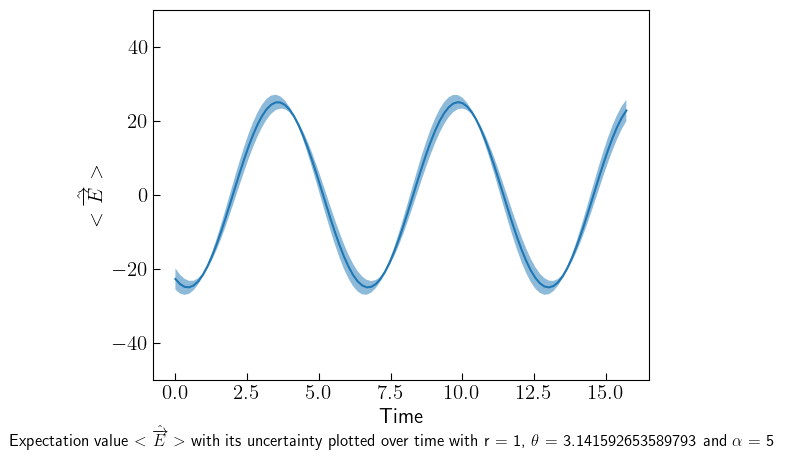 40
20
0
−20
−40
< \hat{\overrightarrow{E}} >
0.0 2.5 5.0 7.5 10.0 12.5 15.0
Time
Expectation value < \hat{\overrightarrow{E}} > with its uncertainty plotted over time with r = 1, θ = 3.141592653589793 and α = 5